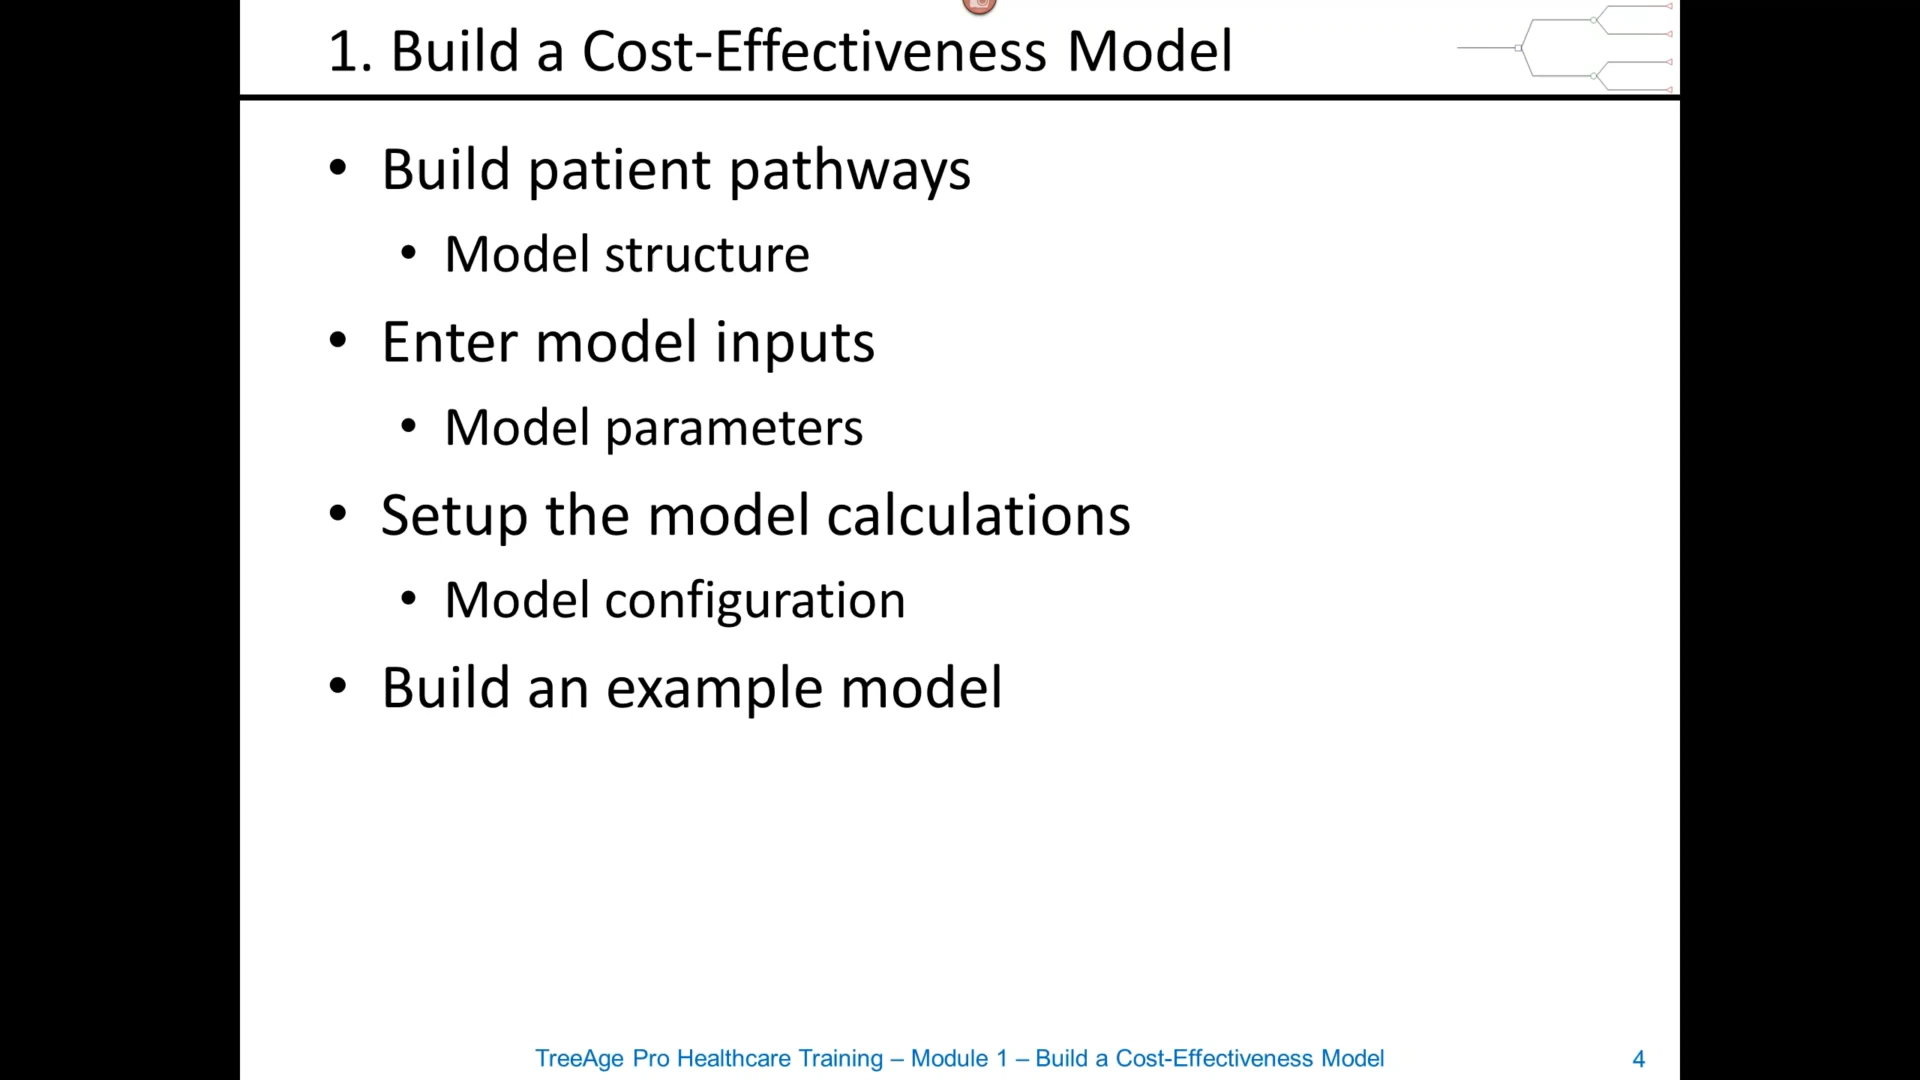 1. Build a Cost-Effectiveness Model
• Build patient pathways
• Model structure
• Enter model inputs
• Model parameters
• Setup the model calculations
• Model configuration
• Build an example model
TreeAge Pro Healthcare Training – Module 1 – Build a Cost-Effectiveness Model
4